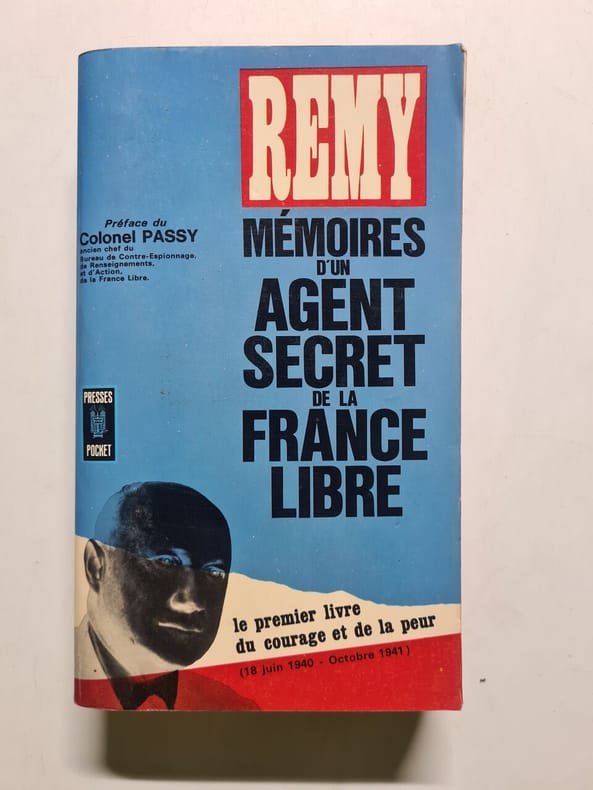 REMY
MÉMOIRES
D'UN
AGENT
SECRET
DE LA
FRANCE
LIBRE
Préface du
Colonel PASSY
ancien chef du
Bureau de Contre-Espionnage,
de Renseignements,
et d'Action,
de la France Libre.
PRESSES
POCKET
le premier livre
du courage et de la peur
(18 juin 1940 - Octobre 1941)